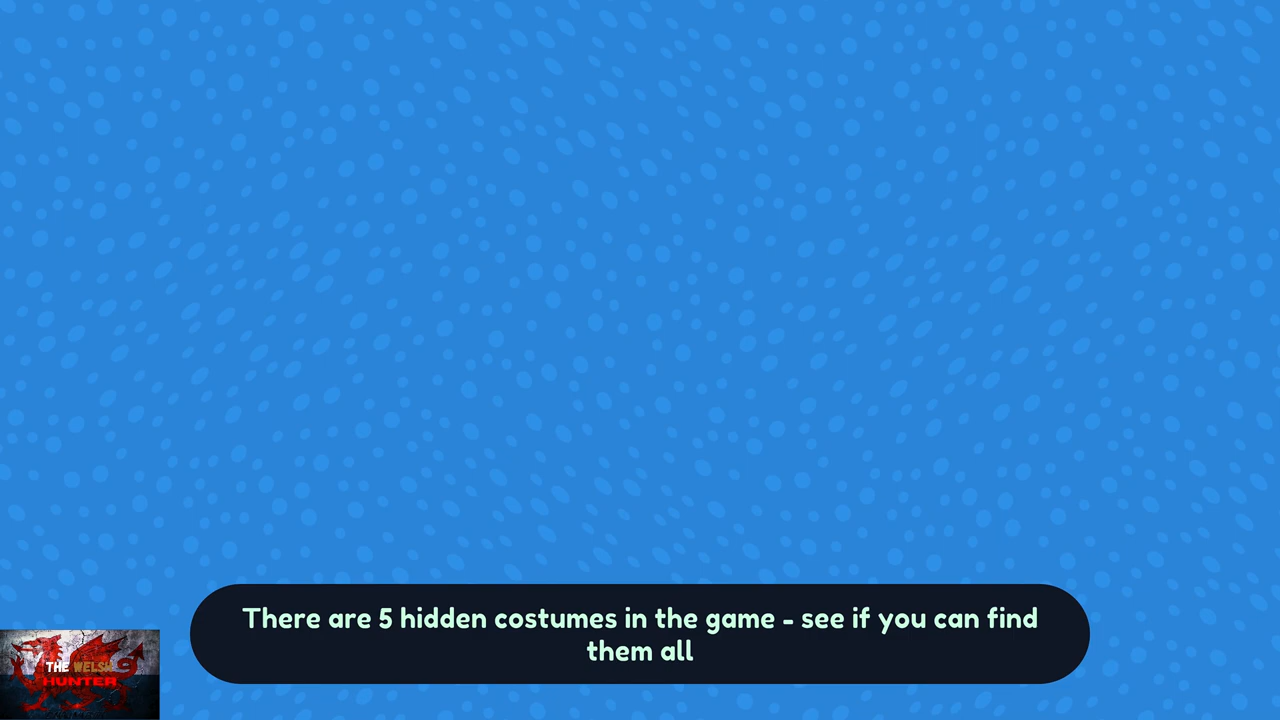 There are 5 hidden costumes in the game - see if you can find
them all
THE WELSH
HUNTER